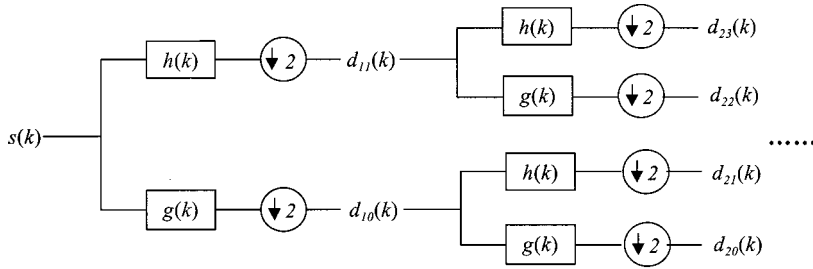 h(k) ↓ 2 d₂₃(k)
h(k) ↓ 2 d₁₁(k)
g(k) ↓ 2 d₂₂(k)
s(k) ......
h(k) ↓ 2 d₂₁(k)
g(k) ↓ 2 d₁₀(k)
g(k) ↓ 2 d₂₀(k)